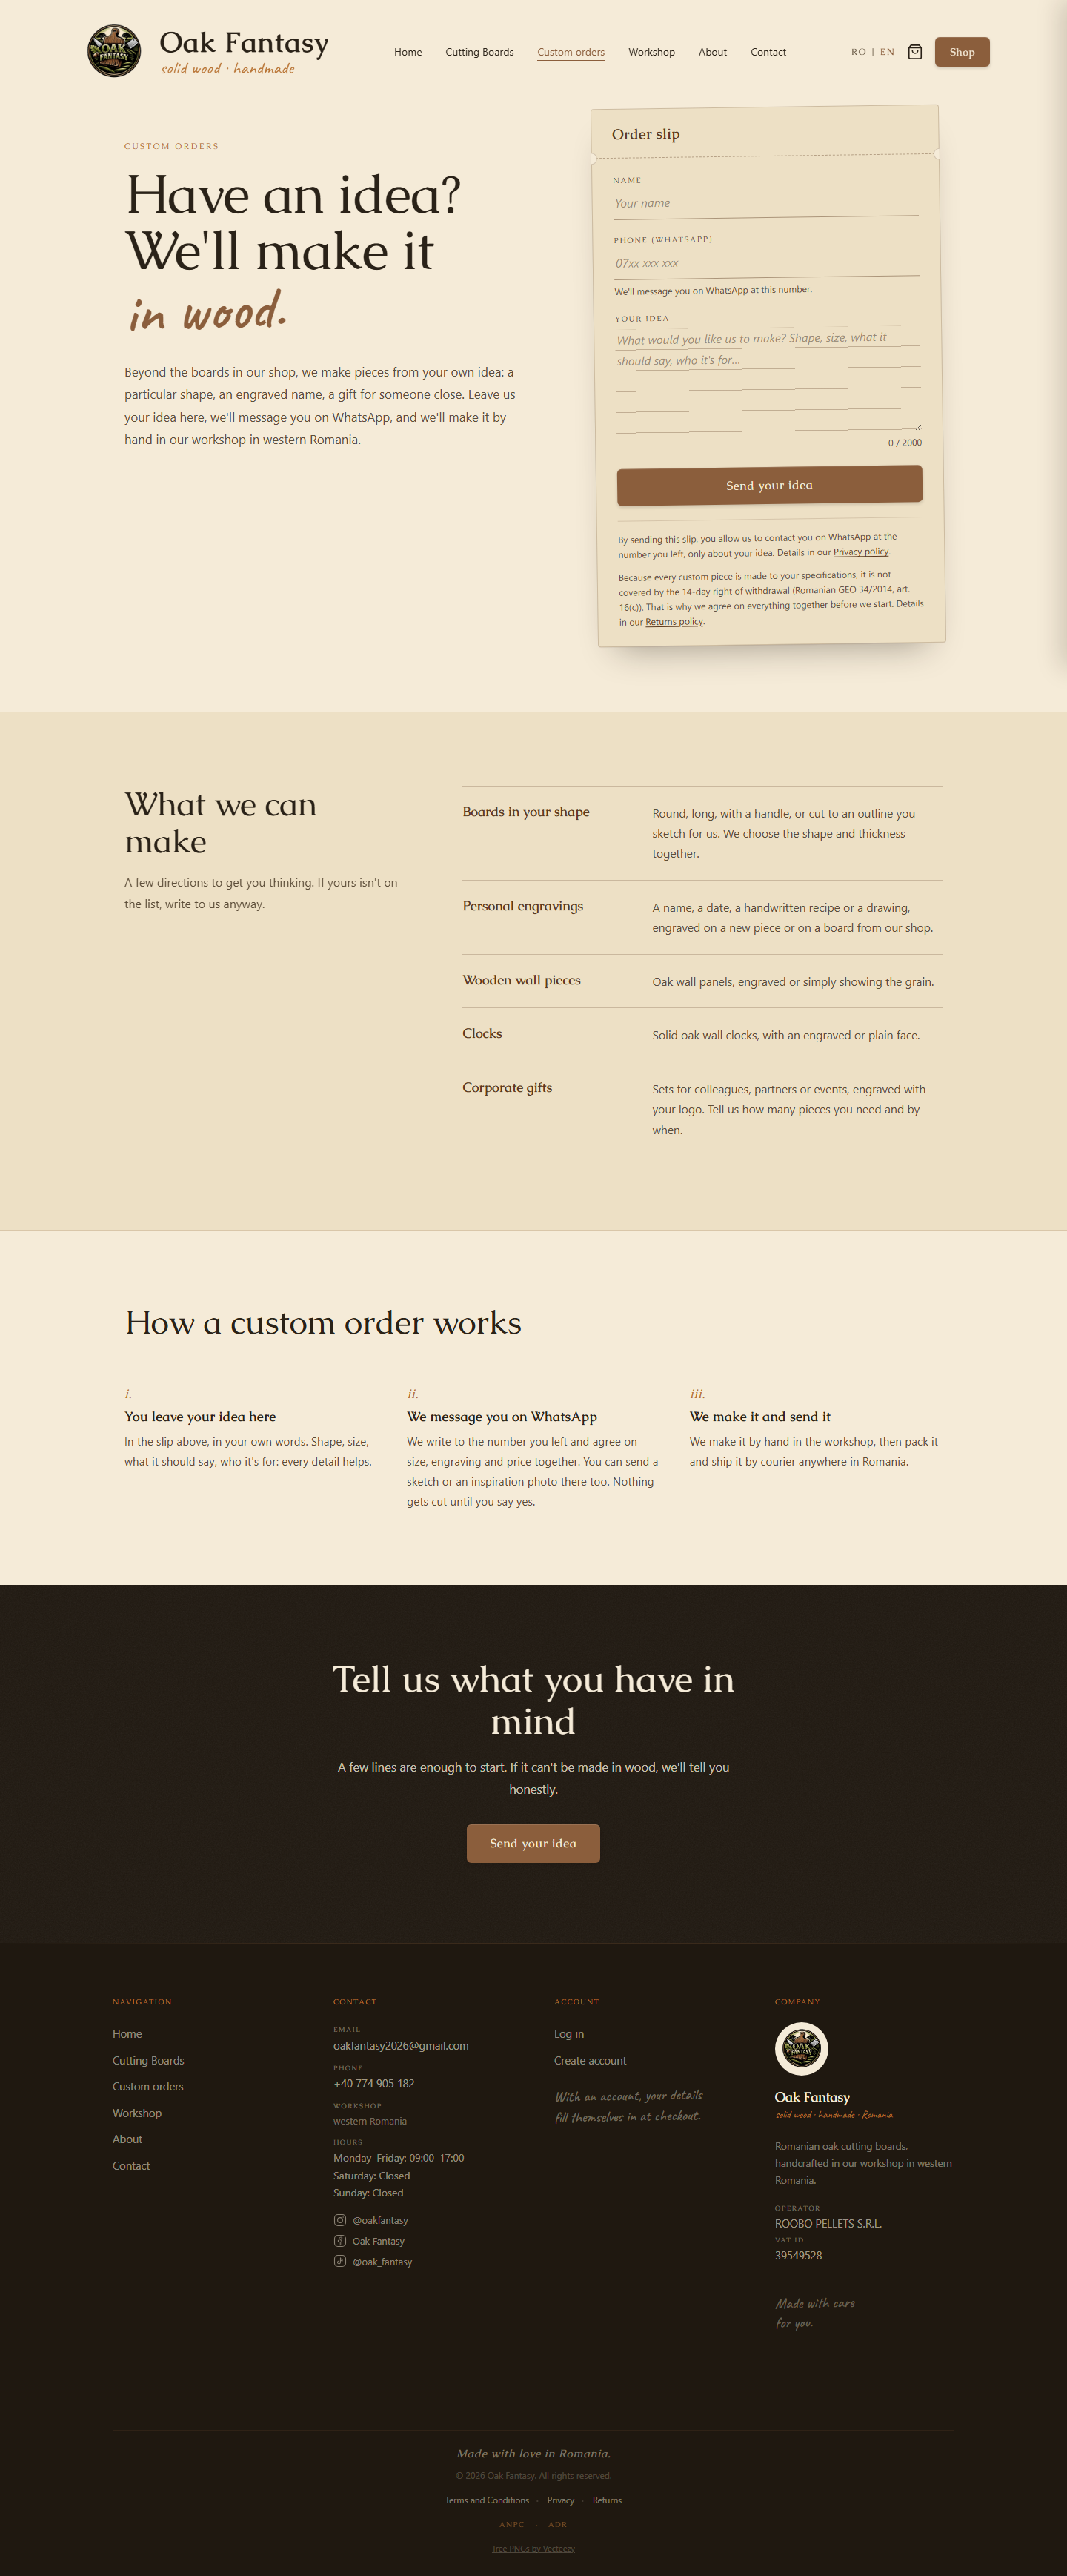 OAK FANTASY
Oak Fantasy
solid wood · handmade
Home Cutting Boards Custom orders Workshop About Contact
RO | EN
Shop
CUSTOM ORDERS
Have an idea?
We'll make it
in wood.
Beyond the boards in our shop, we make pieces from your own idea: a
particular shape, an engraved name, a gift for someone close. Leave us
your idea here, we'll message you on WhatsApp, and we'll make it by
hand in our workshop in western Romania.
Order slip
NAME
Your name
PHONE (WHATSAPP)
07xx xxx xxx
We'll message you on WhatsApp at this number.
YOUR IDEA
What would you like us to make? Shape, size, what it
should say, who it's for...
0 / 2000
Send your idea
By sending this slip, you allow us to contact you on WhatsApp at the
number you left, only about your idea. Details in our Privacy policy.
Because every custom piece is made to your specifications, it is not
covered by the 14-day right of withdrawal (Romanian GEO 34/2014, art.
16(c)). That is why we agree on everything together before we start. Details
in our Returns policy.
What we can
make
A few directions to get you thinking. If yours isn't on
the list, write to us anyway.
Boards in your shape
Round, long, with a handle, or cut to an outline you
sketch for us. We choose the shape and thickness
together.
Personal engravings
A name, a date, a handwritten recipe or a drawing,
engraved on a new piece or on a board from our shop.
Wooden wall pieces
Oak wall panels, engraved or simply showing the grain.
Clocks
Solid oak wall clocks, with an engraved or plain face.
Corporate gifts
Sets for colleagues, partners or events, engraved with
your logo. Tell us how many pieces you need and by
when.
How a custom order works
i.
You leave your idea here
In the slip above, in your own words. Shape, size,
what it should say, who it's for: every detail helps.
ii.
We message you on WhatsApp
We write to the number you left and agree on
size, engraving and price together. You can send a
sketch or an inspiration photo there too. Nothing
gets cut until you say yes.
iii.
We make it and send it
We make it by hand in the workshop, then pack it
and ship it by courier anywhere in Romania.
Tell us what you have in
mind
A few lines are enough to start. If it can't be made in wood, we'll tell you
honestly.
Send your idea
NAVIGATION
Home
Cutting Boards
Custom orders
Workshop
About
Contact
CONTACT
EMAIL
oakfantasy2026@gmail.com
PHONE
+40 774 905 182
WORKSHOP
western Romania
HOURS
Monday–Friday: 09:00–17:00
Saturday: Closed
Sunday: Closed
@oakfantasy
Oak Fantasy
@oak_fantasy
ACCOUNT
Log in
Create account
With an account, your details
fill themselves in at checkout.
COMPANY
OAK FANTASY
Oak Fantasy
solid wood · handmade · Romania
Romanian oak cutting boards,
handcrafted in our workshop in western
Romania.
OPERATOR
ROOBO PELLETS S.R.L.
VAT ID
39549528
Made with care
for you.
Made with love in Romania.
© 2026 Oak Fantasy. All rights reserved.
Terms and Conditions · Privacy · Returns
ANPC · ADR
Tree PNGs by Vecteezy